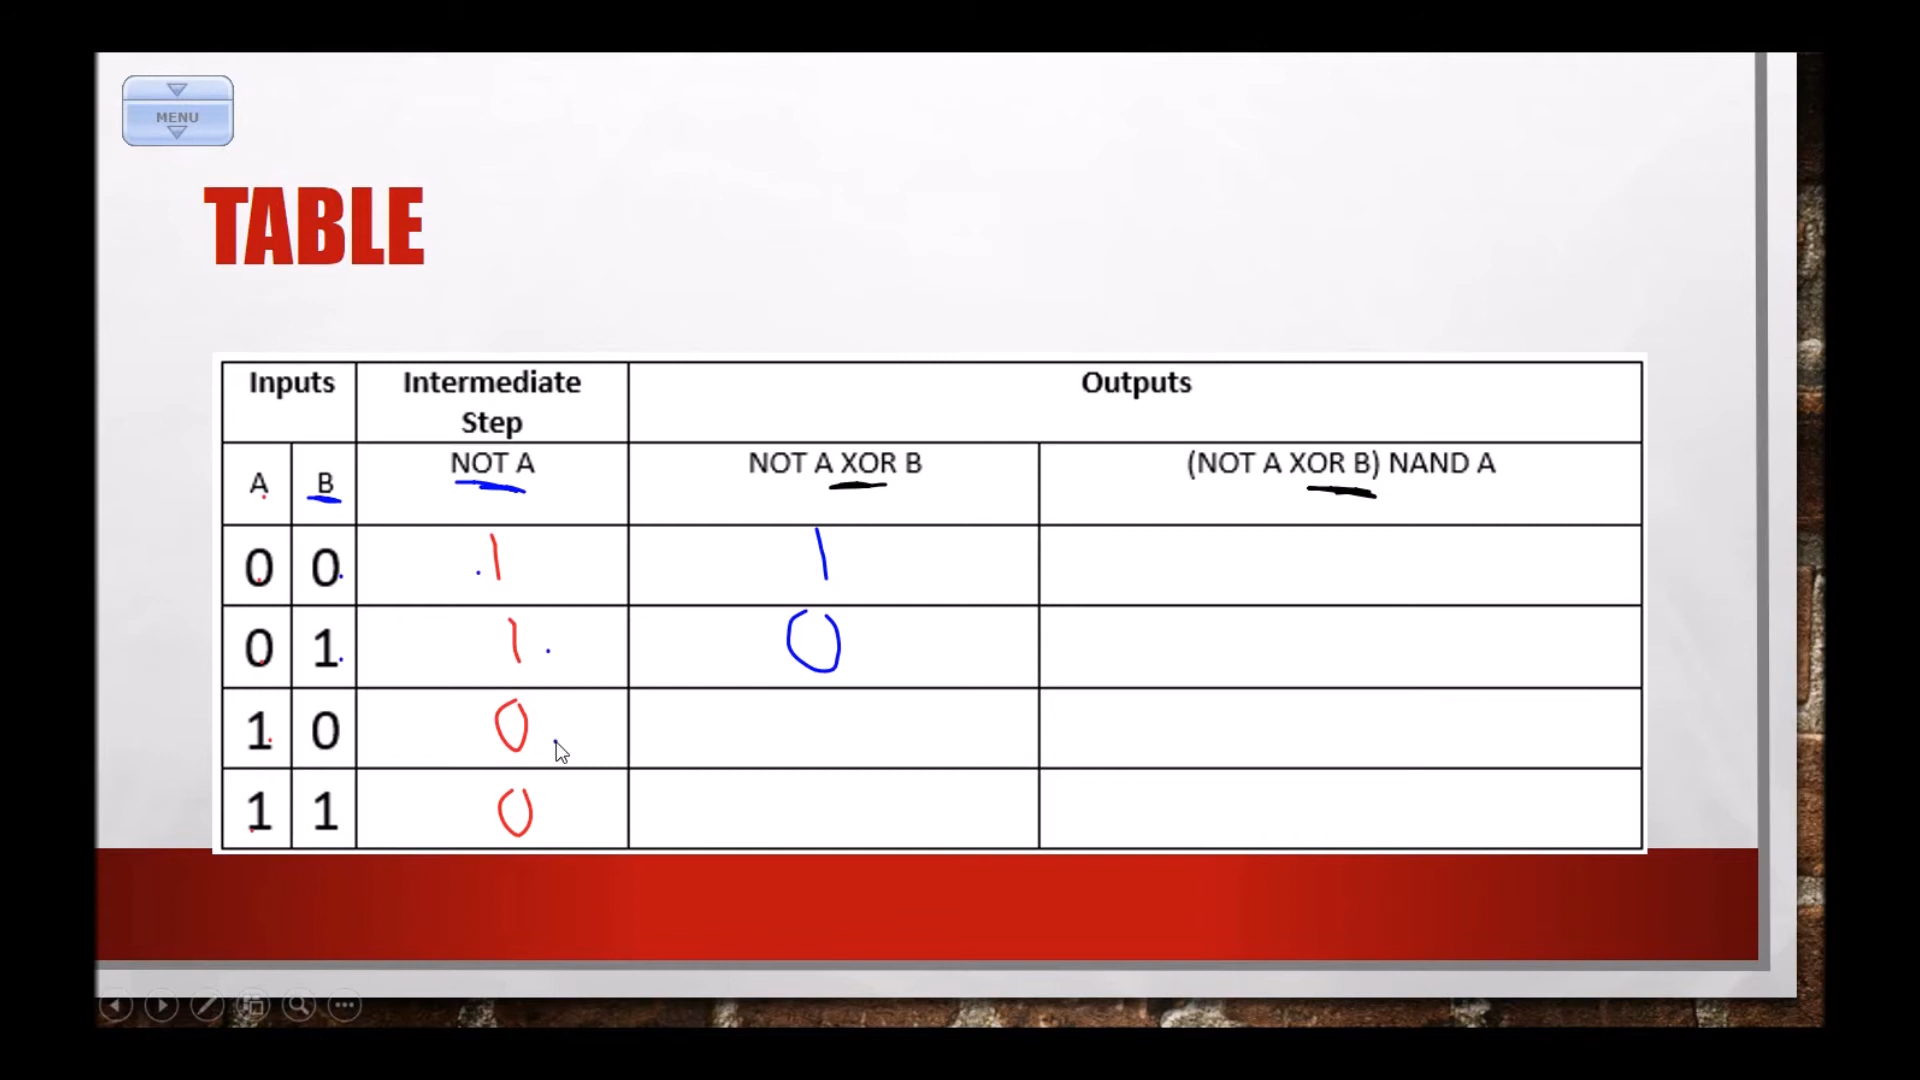 MENU
TABLE
Inputs Intermediate Step Outputs
A B NOT A NOT A XOR B (NOT A XOR B) NAND A
0 0 1 1
0 1 1 0
1 0 0
1 1 0